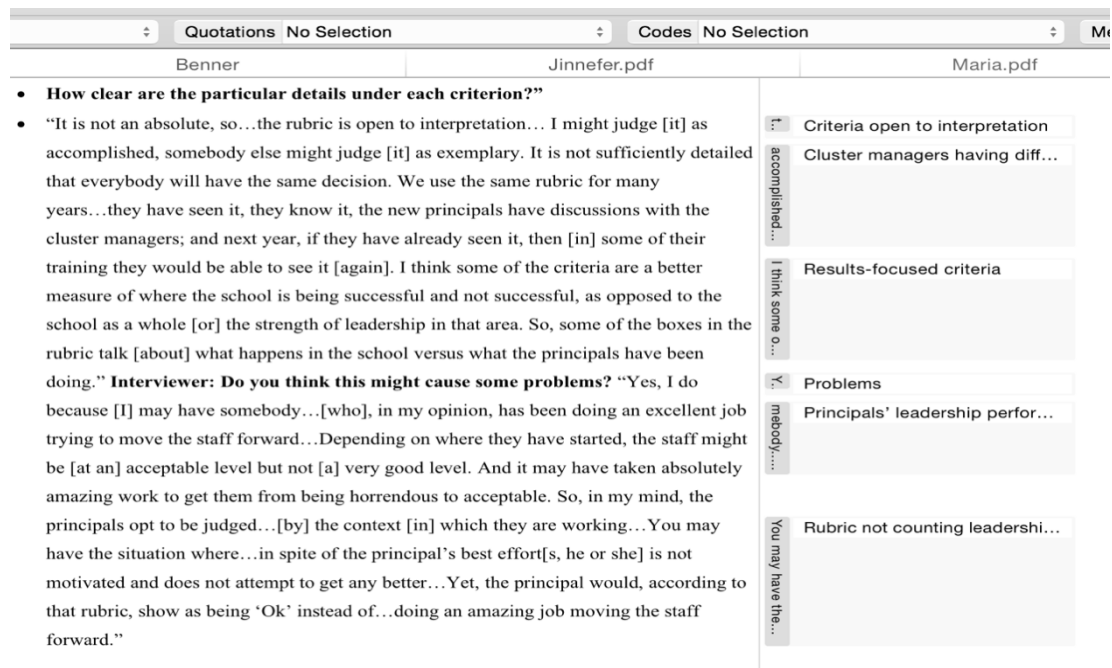 Quotations No Selection Codes No Selection Me
Benner Jinnefer.pdf Maria.pdf
• How clear are the particular details under each criterion?”
• “It is not an absolute, so…the rubric is open to interpretation… I might judge [it] as
accomplished, somebody else might judge [it] as exemplary. It is not sufficiently detailed
that everybody will have the same decision. We use the same rubric for many
years…they have seen it, they know it, the new principals have discussions with the
cluster managers; and next year, if they have already seen it, then [in] some of their
training they would be able to see it [again]. I think some of the criteria are a better
measure of where the school is being successful and not successful, as opposed to the
school as a whole [or] the strength of leadership in that area. So, some of the boxes in the
rubric talk [about] what happens in the school versus what the principals have been
doing.” Interviewer: Do you think this might cause some problems? “Yes, I do
because [I] may have somebody…[who], in my opinion, has been doing an excellent job
trying to move the staff forward…Depending on where they have started, the staff might
be [at an] acceptable level but not [a] very good level. And it may have taken absolutely
amazing work to get them from being horrendous to acceptable. So, in my mind, the
principals opt to be judged…[by] the context [in] which they are working…You may
have the situation where…in spite of the principal’s best effort[s, he or she] is not
motivated and does not attempt to get any better…Yet, the principal would, according to
that rubric, show as being ‘Ok’ instead of…doing an amazing job moving the staff
forward.”
t. Criteria open to interpretation
accomplished… Cluster managers having diff…
I think some o… Results-focused criteria
Y. Problems
mebody..… Principals’ leadership perfor…
You may have the… Rubric not counting leadershi…